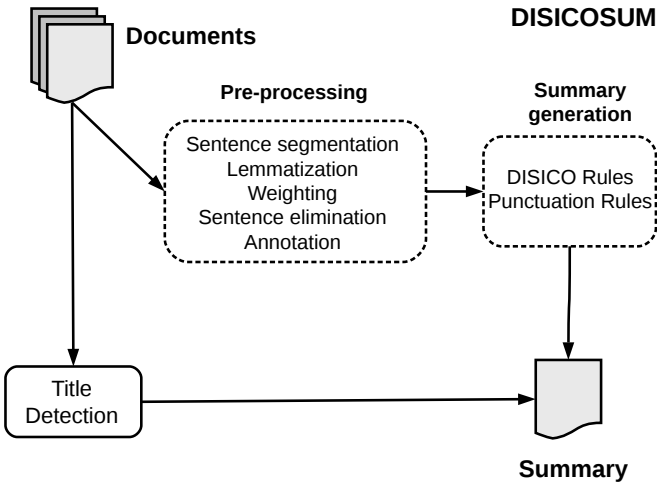 DISICOSUM
Documents
Pre-processing
Sentence segmentation
Lemmatization
Weighting
Sentence elimination
Annotation
Summary
generation
DISICO Rules
Punctuation Rules
Title
Detection
Summary